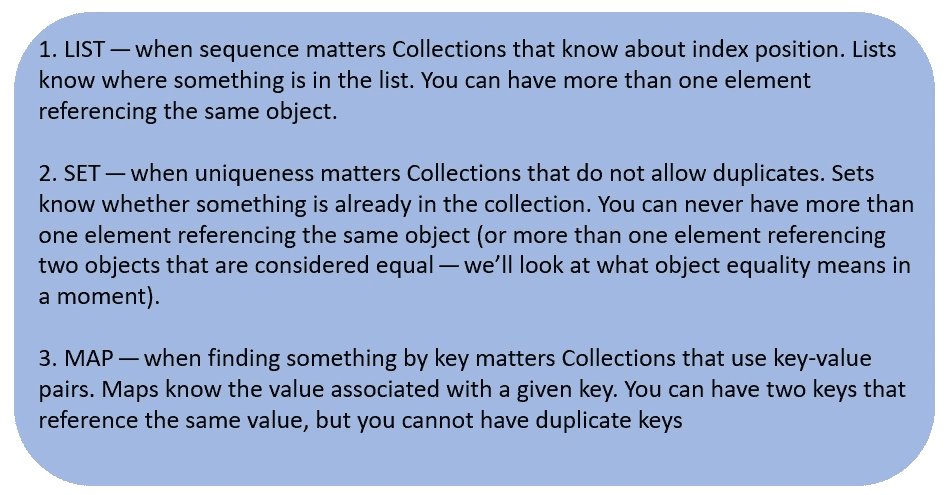 1. LIST — when sequence matters Collections that know about index position. Lists
know where something is in the list. You can have more than one element
referencing the same object.
2. SET — when uniqueness matters Collections that do not allow duplicates. Sets
know whether something is already in the collection. You can never have more than
one element referencing the same object (or more than one element referencing
two objects that are considered equal — we’ll look at what object equality means in
a moment).
3. MAP — when finding something by key matters Collections that use key-value
pairs. Maps know the value associated with a given key. You can have two keys that
reference the same value, but you cannot have duplicate keys